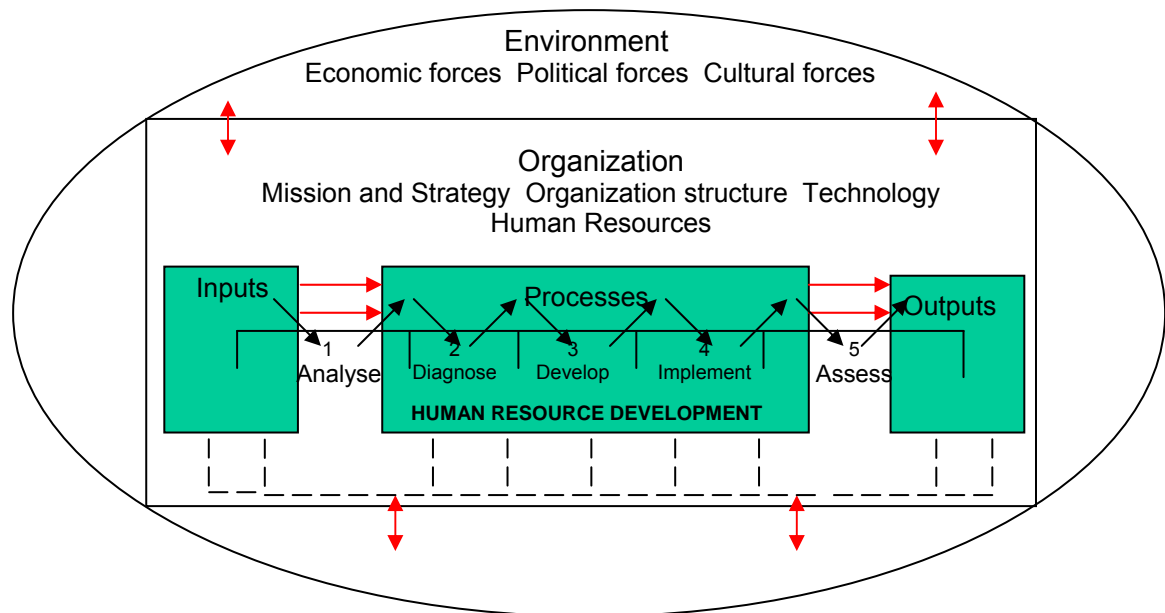 Environment
Economic forces  Political forces  Cultural forces
Organization
Mission and Strategy  Organization structure  Technology
Human Resources
Inputs
Processes
Outputs
1
Analyse
2
Diagnose
3
Develop
4
Implement
5
Assess
HUMAN RESOURCE DEVELOPMENT